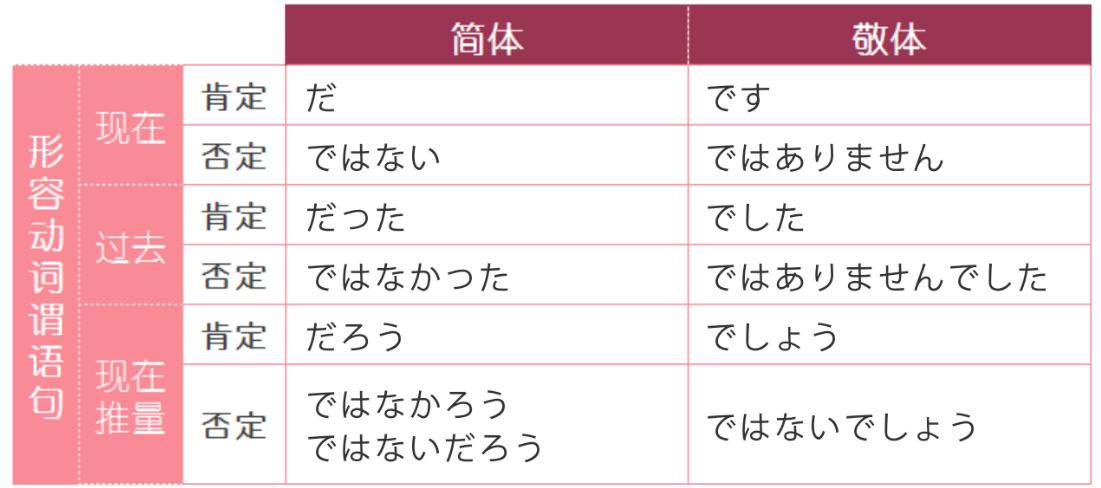 简体 敬体
形容动词谓语句
现在
肯定 だ です
否定 ではない ではありません
过去
肯定 だった でした
否定 ではなかった ではありませんでした
现在
推量
肯定 だろう でしょう
否定 ではなかろう
ではないだろう
ではないでしょう